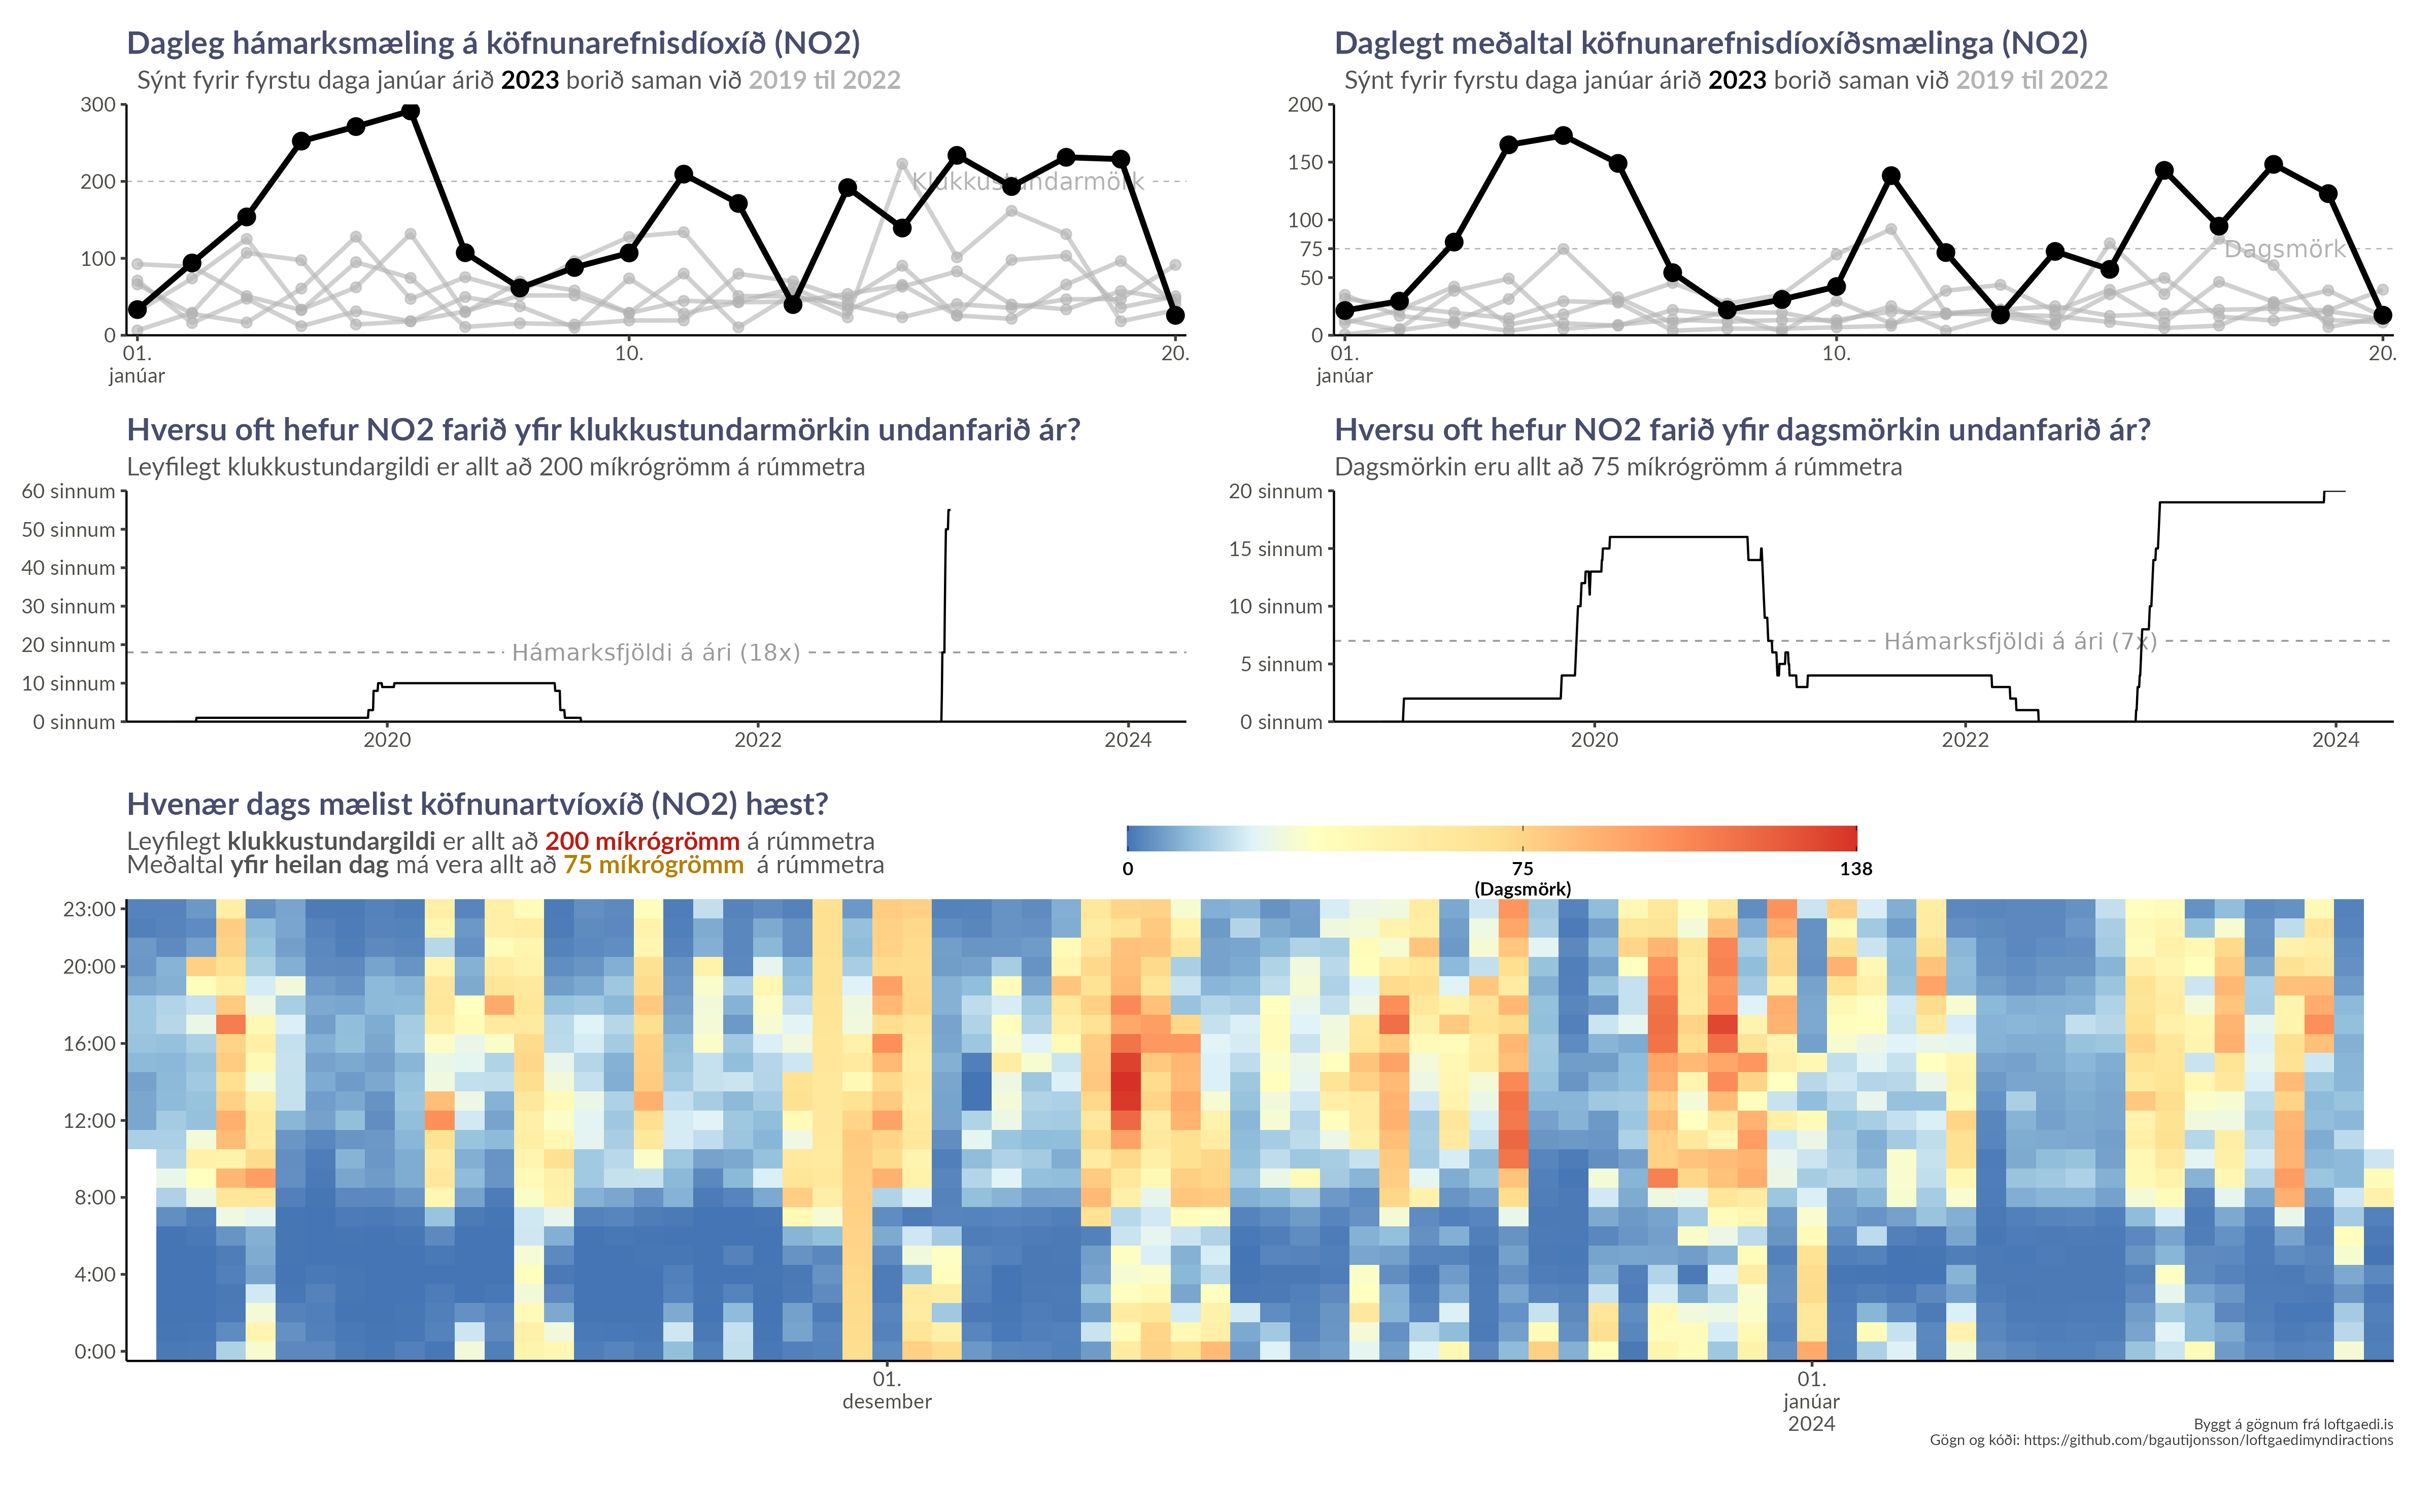 Dagleg hámarksmæling á köfnunarefnisdíoxíð (NO2)
Sýnt fyrir fyrstu daga janúar árið 2023 borið saman við 2019 til 2022
300
200
100
0
Klukkustundarmörk
01.
janúar
10.
20.
Daglegt meðaltal köfnunarefnisdíoxíðsmælinga (NO2)
Sýnt fyrir fyrstu daga janúar árið 2023 borið saman við 2019 til 2022
200
150
100
75
50
0
Dagsmörk
01.
janúar
10.
20.
Hversu oft hefur NO2 farið yfir klukkustundarmörkin undanfarið ár?
Leyfilegt klukkustundargildi er allt að 200 míkrógrömm á rúmmetra
60 sinnum
50 sinnum
40 sinnum
30 sinnum
20 sinnum
10 sinnum
0 sinnum
Hámarksfjöldi á ári (18x)
2020
2022
2024
Hversu oft hefur NO2 farið yfir dagsmörkin undanfarið ár?
Dagsmörkin eru allt að 75 míkrógrömm á rúmmetra
20 sinnum
15 sinnum
10 sinnum
5 sinnum
0 sinnum
Hámarksfjöldi á ári (7x)
2020
2022
2024
Hvenær dags mælist köfnunartvíoxíð (NO2) hæst?
Leyfilegt klukkustundargildi er allt að 200 míkrógrömm á rúmmetra
Meðaltal yfir heilan dag má vera allt að 75 míkrógrömm á rúmmetra
0
75
(Dagsmörk)
138
23:00
20:00
16:00
12:00
8:00
4:00
0:00
01.
desember
01.
janúar
2024
Byggt á gögnum frá loftgaedi.is
Gögn og kóði: https://github.com/bgautijonsson/loftgaedimyndiractions